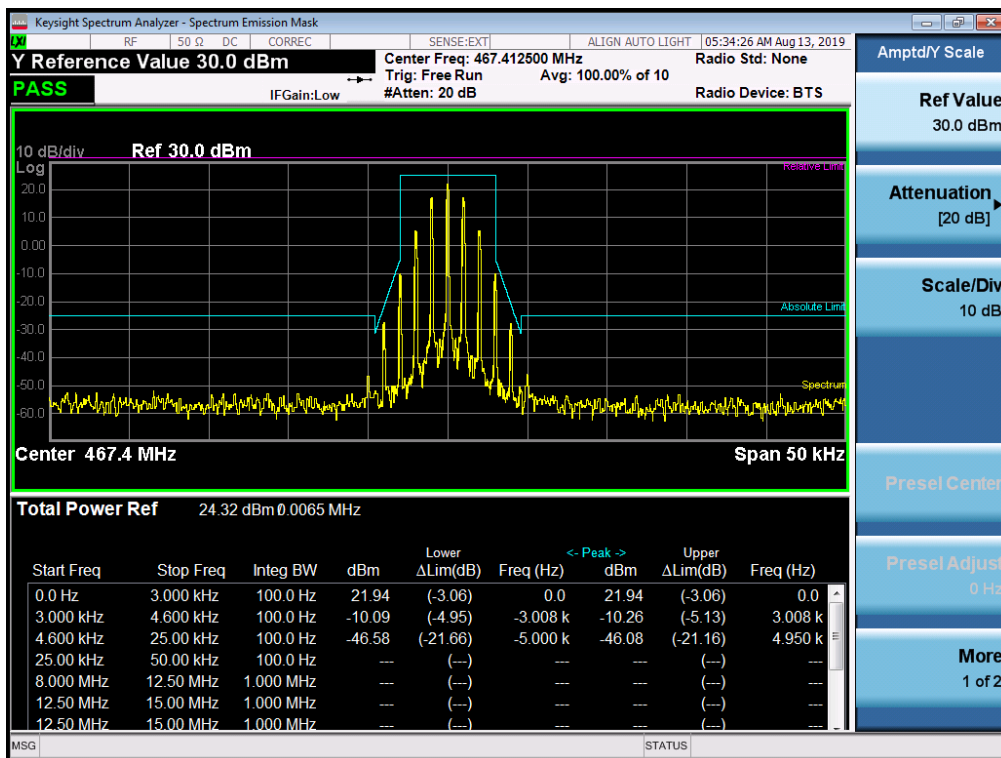 Keysight Spectrum Analyzer - Spectrum Emission Mask
LXI RF 50 Ω DC CORREC SENSE:EXT ALIGN AUTO LIGHT 05:34:26 AM Aug 13, 2019
Y Reference Value 30.0 dBm
Center Freq: 467.412500 MHz Radio Std: None
Trig: Free Run Avg: 100.00% of 10
PASS IFGain:Low #Atten: 20 dB Radio Device: BTS
10 dB/div Ref 30.0 dBm
Log
Relative Limit
20.0
10.0
0.00
-10.0
-20.0
Absolute Limit
-30.0
-40.0
-50.0
Spectrum
-60.0
Center 467.4 MHz Span 50 kHz
Total Power Ref 24.32 dBm 0.0065 MHz
Lower <- Peak -> Upper
Start Freq Stop Freq Integ BW dBm ΔLim(dB) Freq (Hz) dBm ΔLim(dB) Freq (Hz)
0.0 Hz 3.000 kHz 100.0 Hz 21.94 (-3.06) 0.0 21.94 (-3.06) 0.0
3.000 kHz 4.600 kHz 100.0 Hz -10.09 (-4.95) -3.008 k -10.26 (-5.13) 3.008 k
4.600 kHz 25.00 kHz 100.0 Hz -46.58 (-21.66) -5.000 k -46.08 (-21.16) 4.950 k
25.00 kHz 50.00 kHz 100.0 Hz --- (---) --- --- (---) ---
8.000 MHz 12.50 MHz 1.000 MHz --- (---) --- --- (---) ---
12.50 MHz 15.00 MHz 1.000 MHz --- (---) --- --- (---) ---
12.50 MHz 15.00 MHz 1.000 MHz --- (---) --- --- (---) ---
MSG STATUS
Amptd/Y Scale
Ref Value
30.0 dBm
Attenuation
[20 dB]
Scale/Div
10 dB
Presel Center
Presel Adjust
0 Hz
More
1 of 2